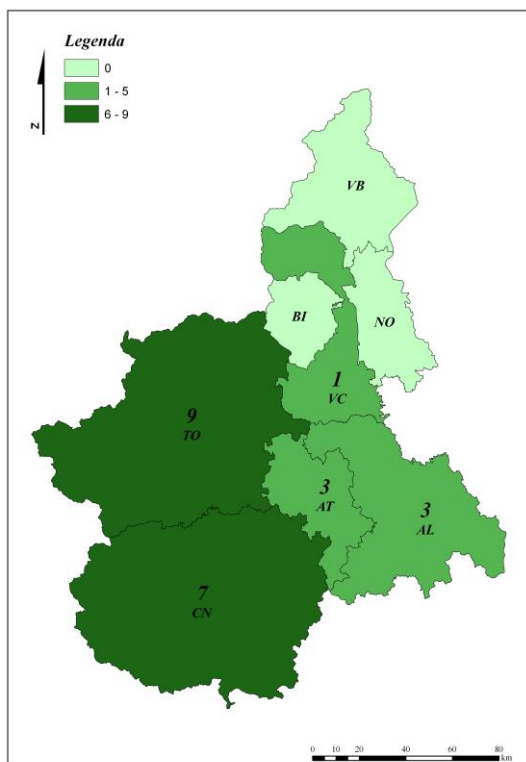 Legenda
0
1 - 5
6 - 9
N
VB
BI
NO
1
VC
9
TO
3
AT
3
AL
7
CN
0 10 20 40 60 80
km